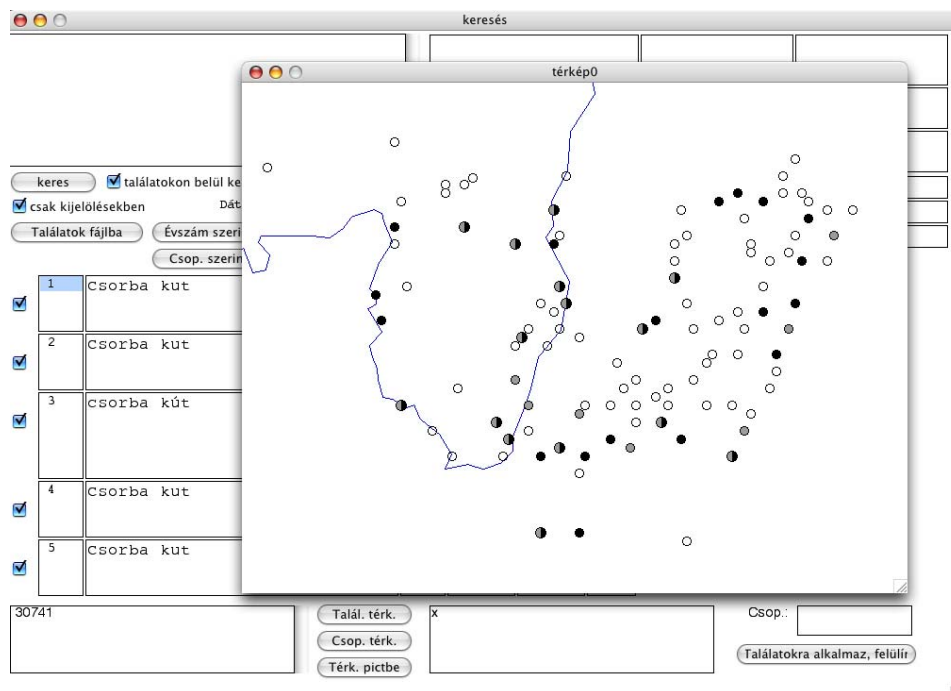 keresés
térkép0
keres
találatokon belül ke
csak kijelölésekben
Találatok fájlba
Évszám szeri
Csop. szerin
1
Csorba kut
2
Csorba kut
3
Csorba kút
4
Csorba kut
5
Csorba kut
30741
Talál. térk.
x
Csop.:
Csop. térk.
Találatokra alkalmaz, felülír
Térk. pictbe